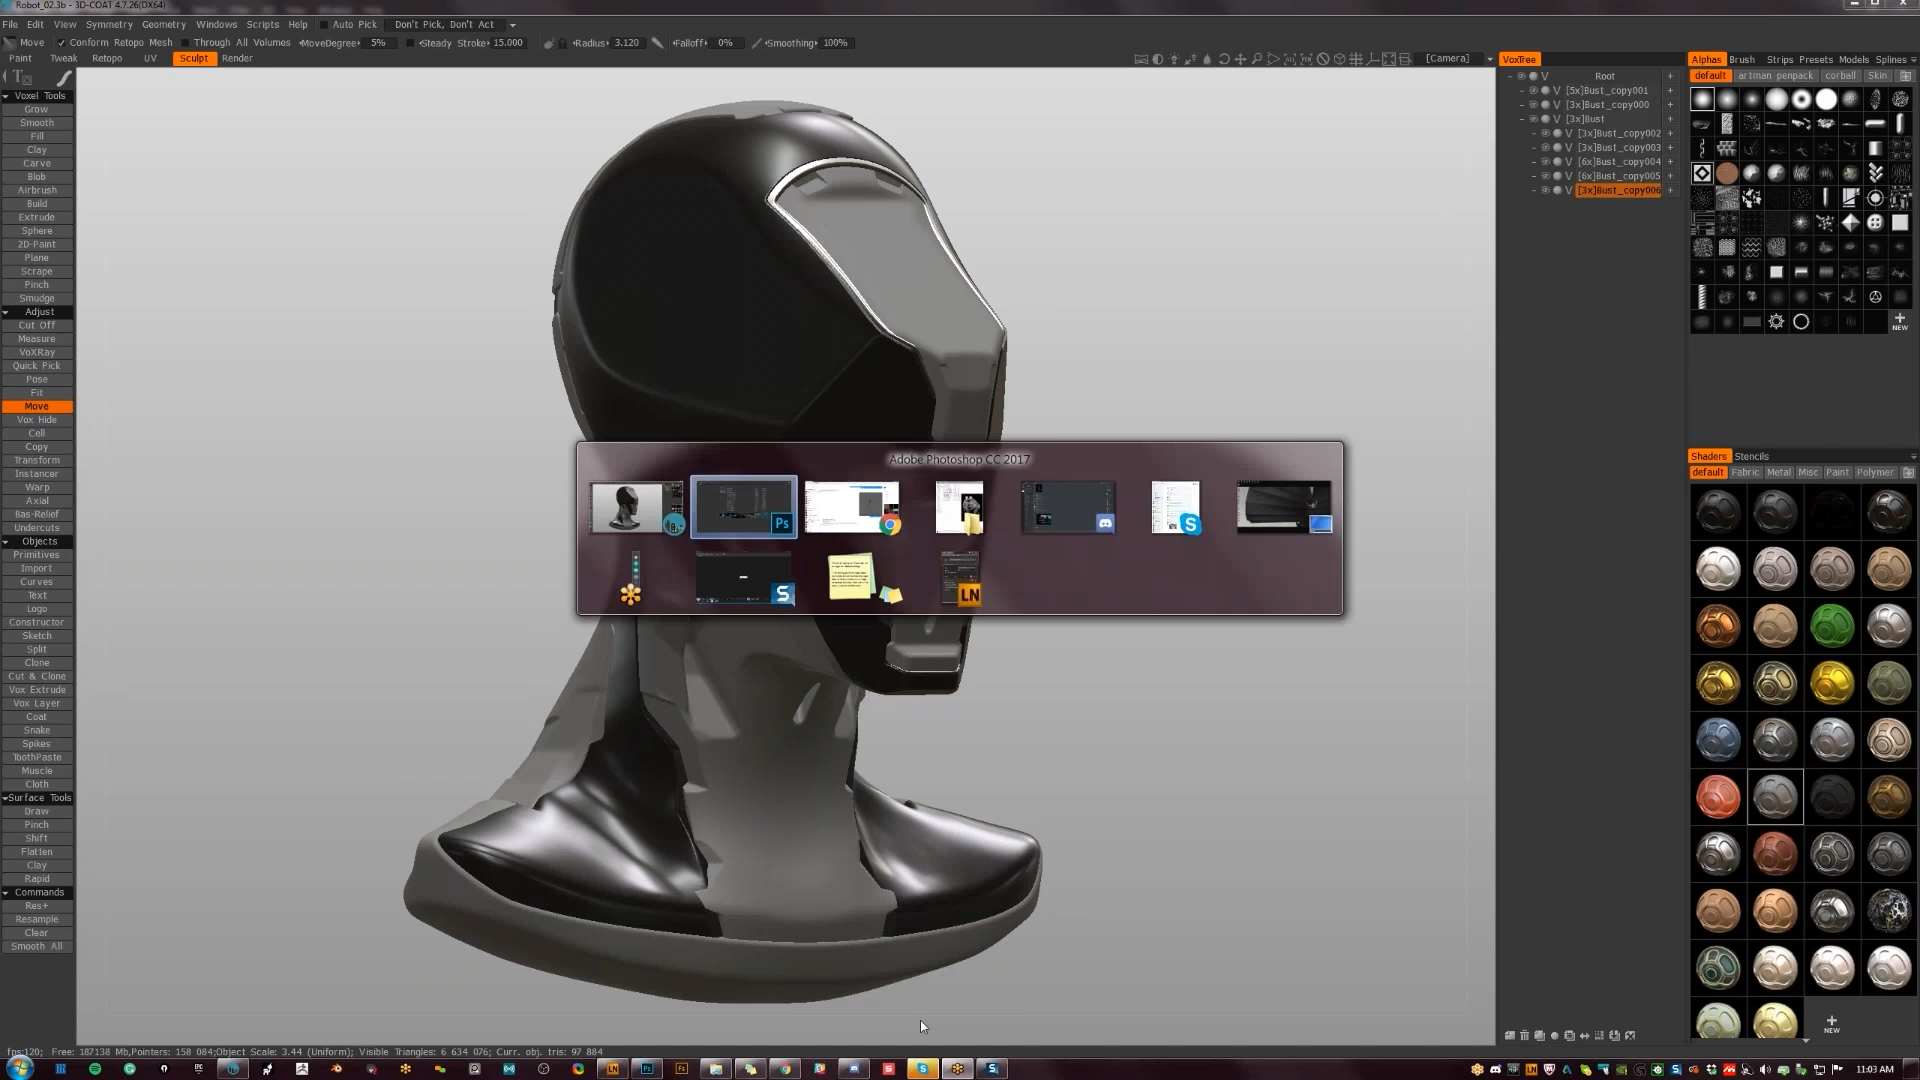 Robot_02.3b - 3D-COAT 4.7.26(DX64)
File Edit View Symmetry Geometry Windows Scripts Help Auto Pick Don't Pick, Don't Act
Move Conform Retopo Mesh Through All Volumes MoveDegree 5% Steady Stroke 15.000 Radius 3.120 Falloff 0% Smoothing 100%
Paint Tweak Retopo UV Sculpt Render [Camera] VoxTree Alphas Brush Strips Presets Models Splines
default artman penpack corball Skin
Root
[5x]Bust_copy001
[3x]Bust_copy000
[3x]Bust
[3x]Bust_copy002
[3x]Bust_copy003
[6x]Bust_copy004
[6x]Bust_copy005
[3x]Bust_copy006
NEW
Voxel Tools
Grow
Smooth
Fill
Clay
Carve
Blob
Airbrush
Build
Extrude
Sphere
2D-Paint
Plane
Scrape
Pinch
Smudge
Adjust
Cut Off
Measure
VoXRay
Quick Pick
Pose
Fit
Move
Vox Hide
Cell
Copy
Transform
Instancer
Warp
Axial
Bas-Relief
Undercuts
Objects
Primitives
Import
Curves
Text
Logo
Constructor
Sketch
Split
Clone
Cut & Clone
Vox Extrude
Vox Layer
Coat
Snake
Spikes
ToothPaste
Muscle
Cloth
Surface Tools
Draw
Pinch
Shift
Flatten
Clay
Rapid
Commands
Res+
Resample
Clear
Smooth All
Adobe Photoshop CC 2017
Ps
S
S
LN
Shaders Stencils
default Fabric Metal Misc Paint Polymer
NEW
fps:120; Free: 187138 Mb,Pointers: 158 084;Object Scale: 3.44 (Uniform); Visible Triangles: 6 634 076; Curr. obj. tris: 97 884
11:03 AM